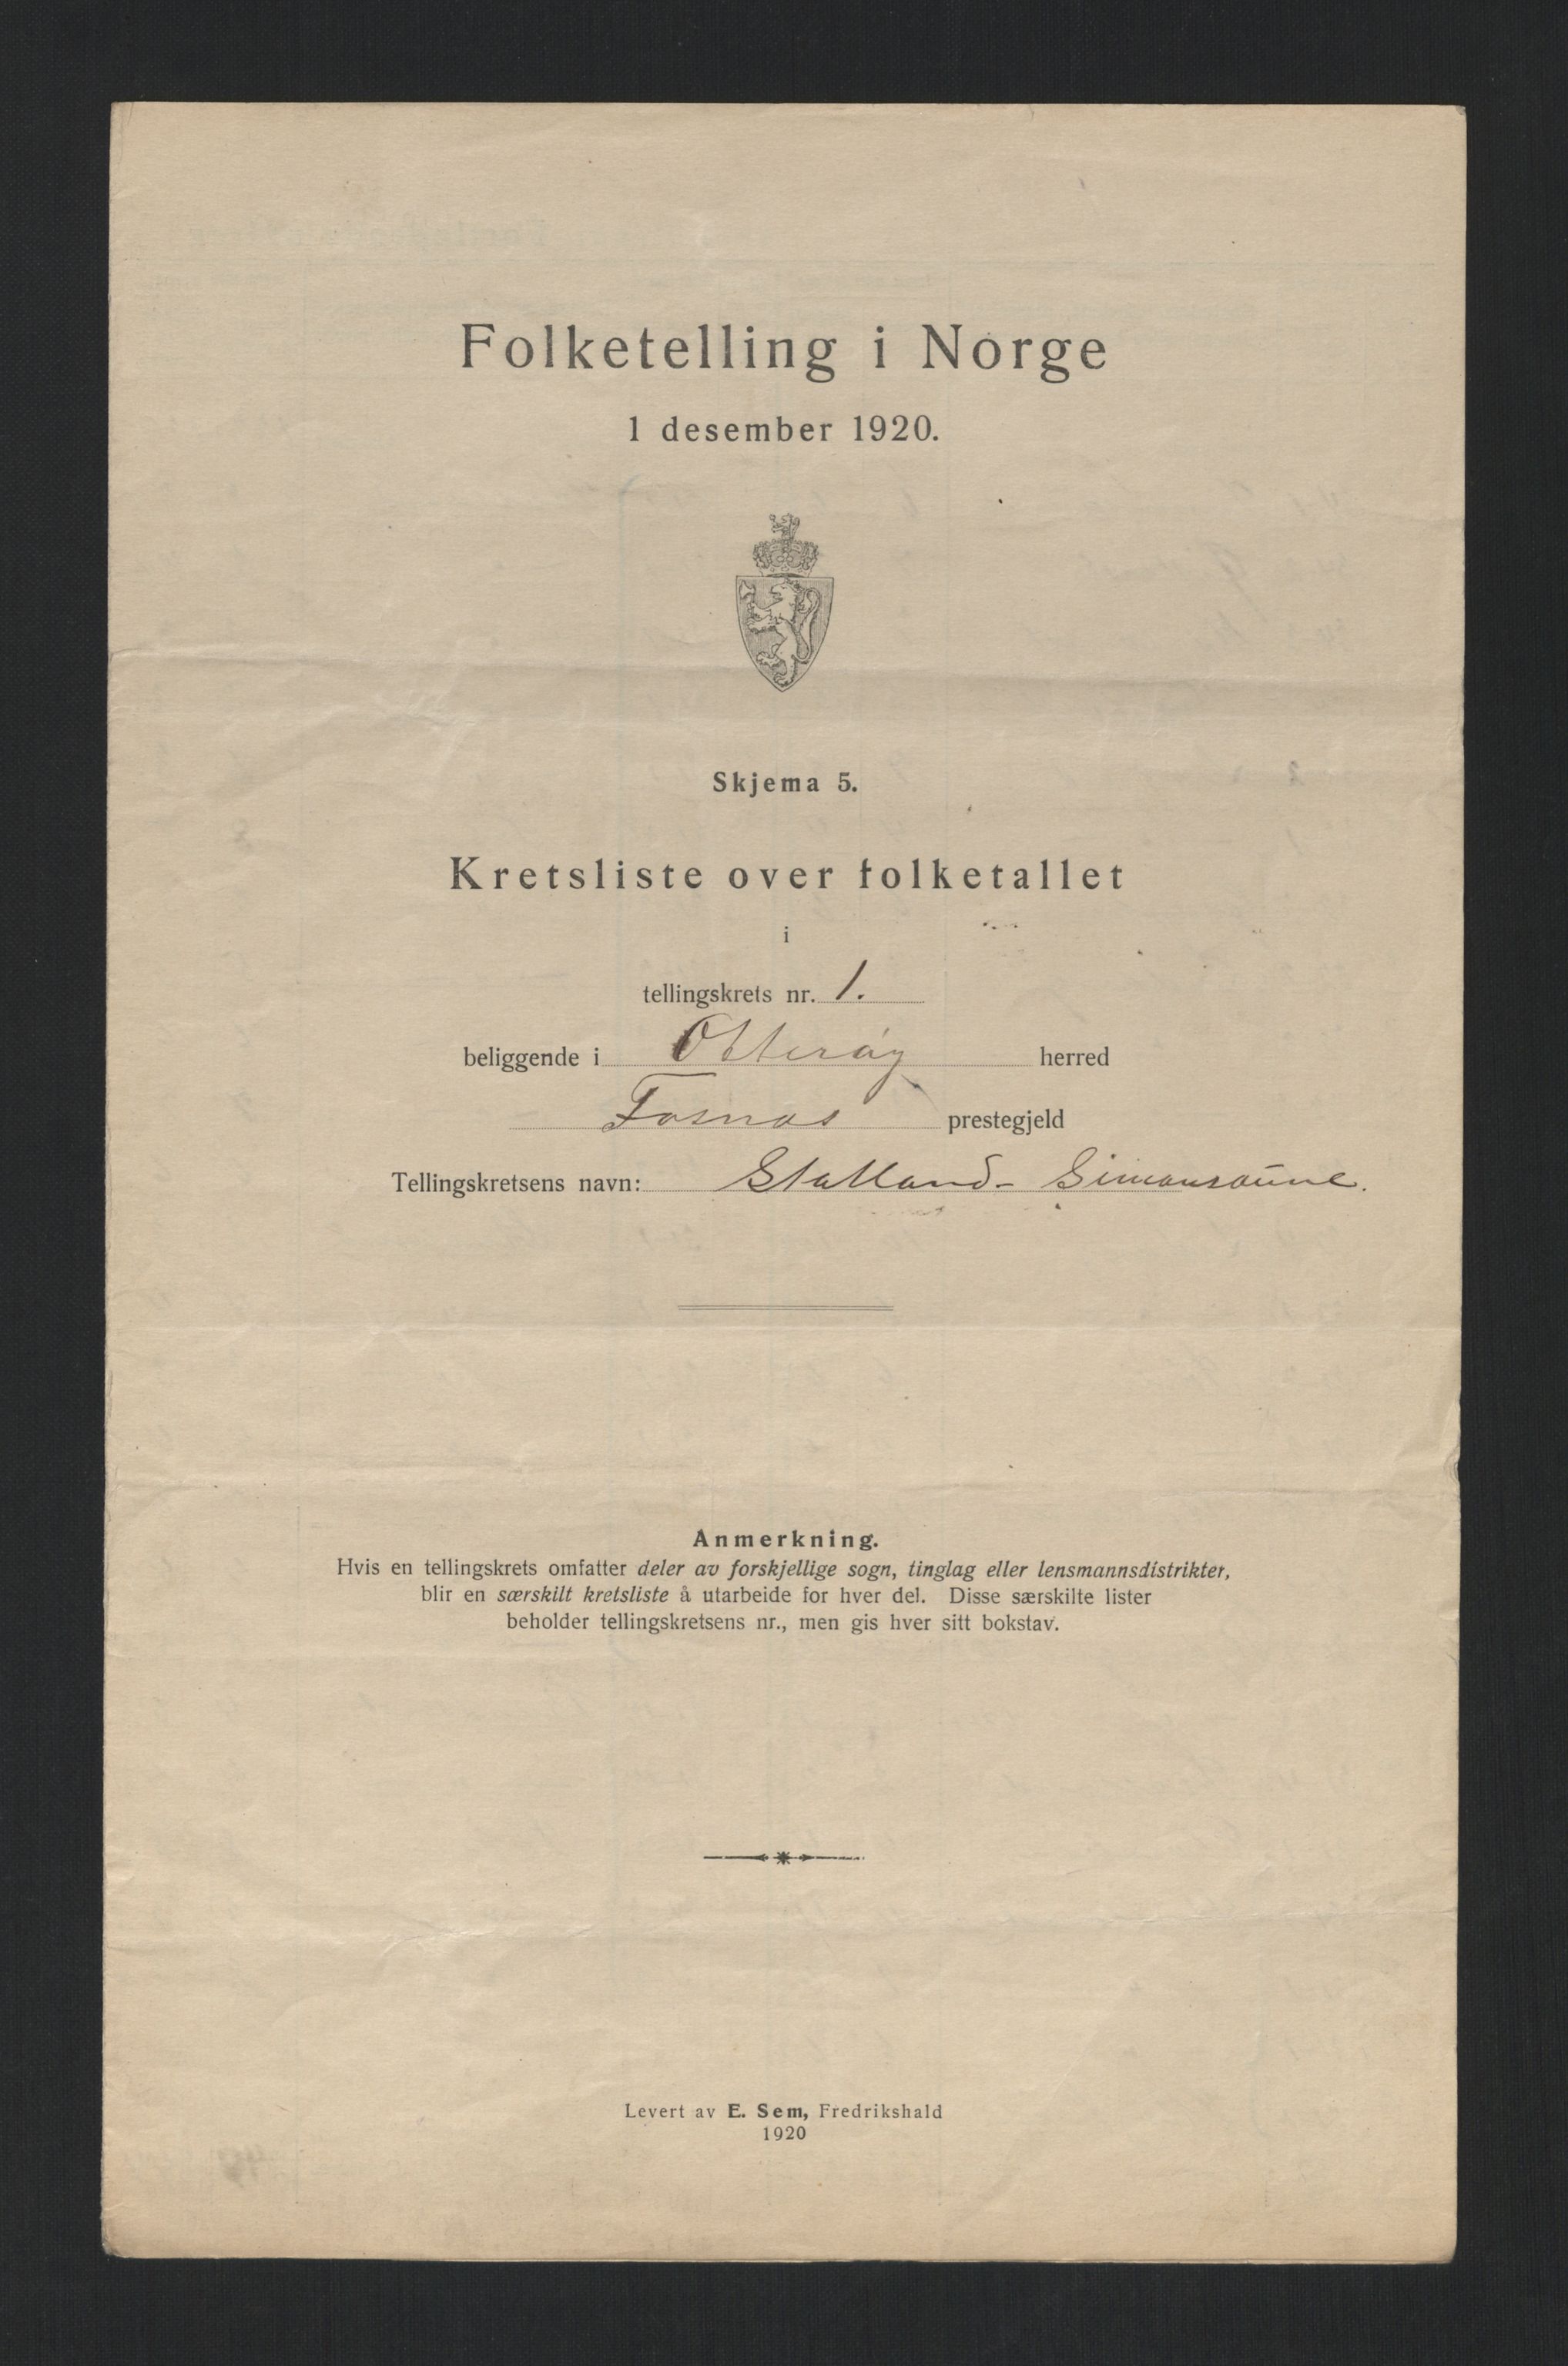 Folketelling i Norge
1 desember 1920.
Skjema 5.
Kretsliste over folketallet
i
tellingskrets nr. 1.
beliggende i Otterøy herred
Fosnes prestegjeld
Tellingskretsens navn: Statland - Simonsaune.
Anmerkning.
Hvis en tellingskrets omfatter deler av forskjellige sogn, tinglag eller lensmannsdistrikter,
blir en særskilt kretsliste å utarbeide for hver del. Disse særskilte lister
beholder tellingskretsens nr., men gis hver sitt bokstav.
Levert av E. Sem, Fredrikshald
1920